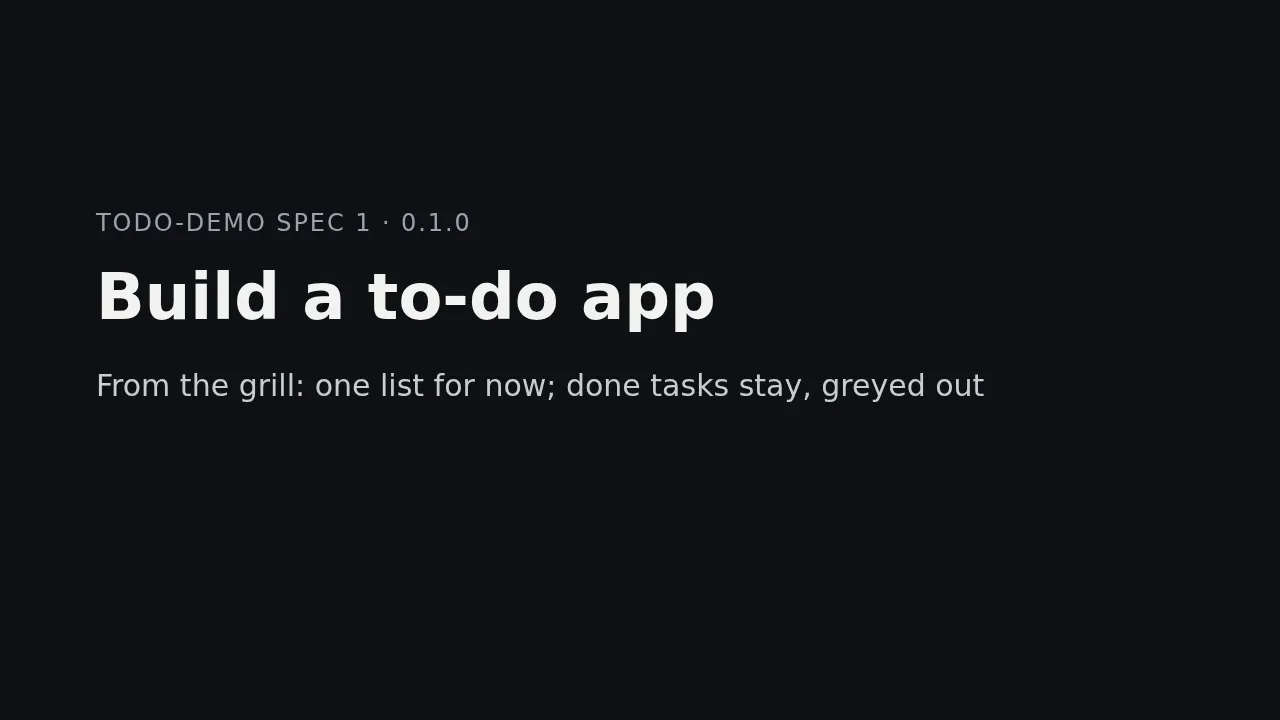 TODO-DEMO SPEC 1 · 0.1.0
Build a to-do app
From the grill: one list for now; done tasks stay, greyed out